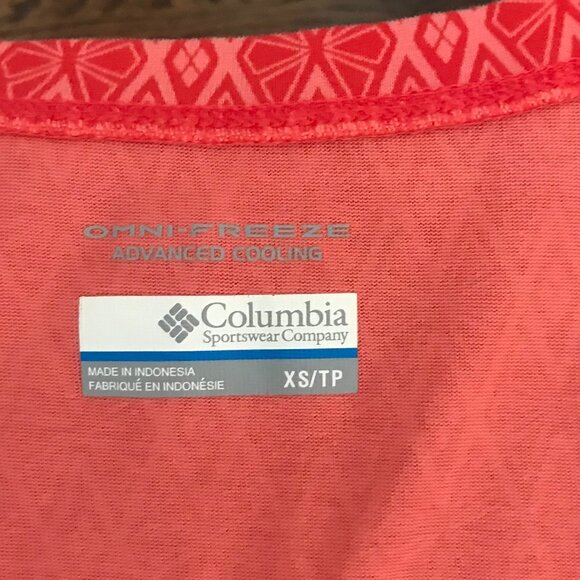 OMNI-FREEZE
ADVANCED COOLING
Columbia
Sportswear Company
MADE IN INDONESIA
FABRIQUÉ EN INDONÉSIE
XS/TP